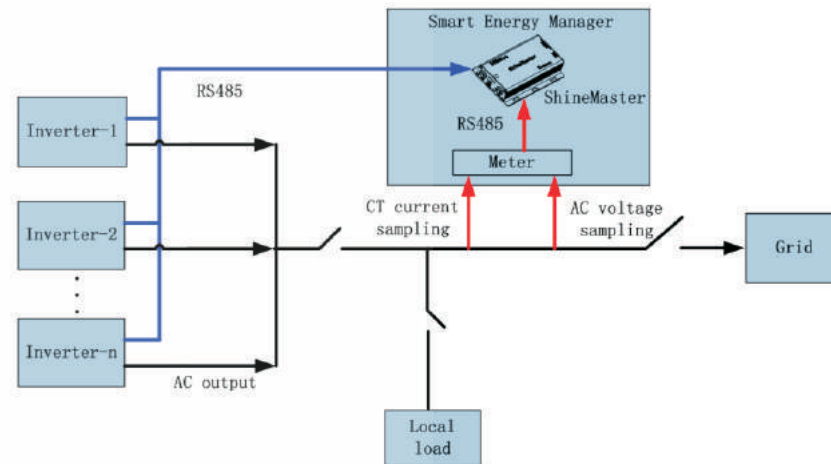 Smart Energy Manager
ShineMaster
RS485
RS485
Meter
Inverter-1
CT current
sampling
AC voltage
sampling
Inverter-2
Grid
Inverter-n
AC output
Local
load